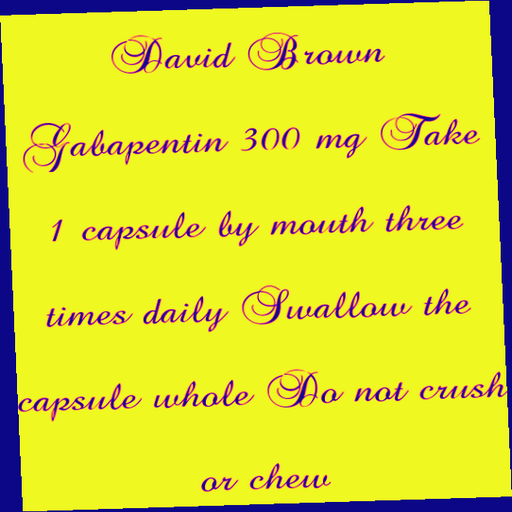 David Brown
Gabapentin 300 mg Take
1 capsule by mouth three
times daily Swallow the
capsule whole Do not crush
or chew